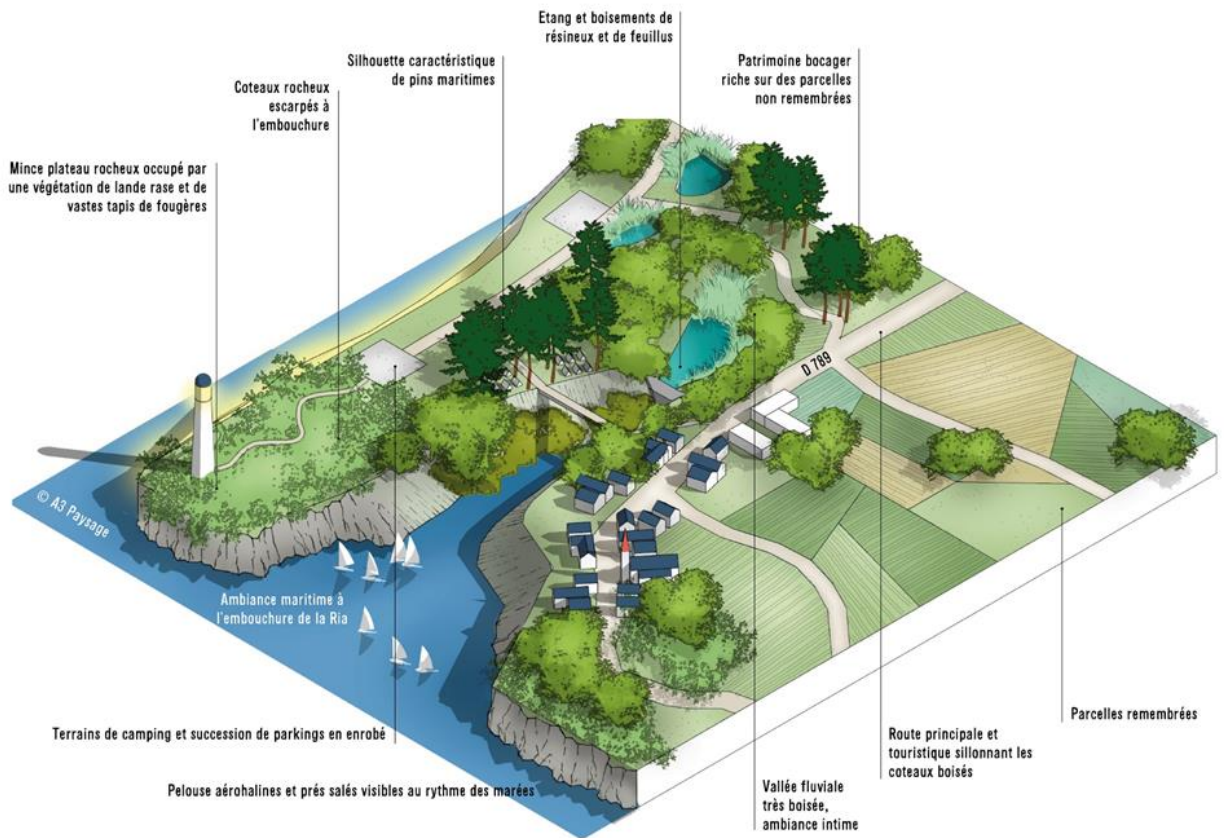 Etang et boisements de
résineux et de feuillus
Silhouette caractéristique
de pins maritimes
Patrimoine bocager
riche sur des parcelles
non remembrées
Coteaux rocheux
escarpés à
l'embouchure
Mince plateau rocheux occupé par
une végétation de lande rase et de
vastes tapis de fougères
D 789
© A3 Paysage
Ambiance maritime à
l'embouchure de la Ria
Terrains de camping et succession de parkings en enrobé
Pelouse aérohalines et prés salés visibles au rythme des marées
Vallée fluviale
très boisée,
ambiance intime
Route principale et
touristique sillonnant les
coteaux boisés
Parcelles remembrées